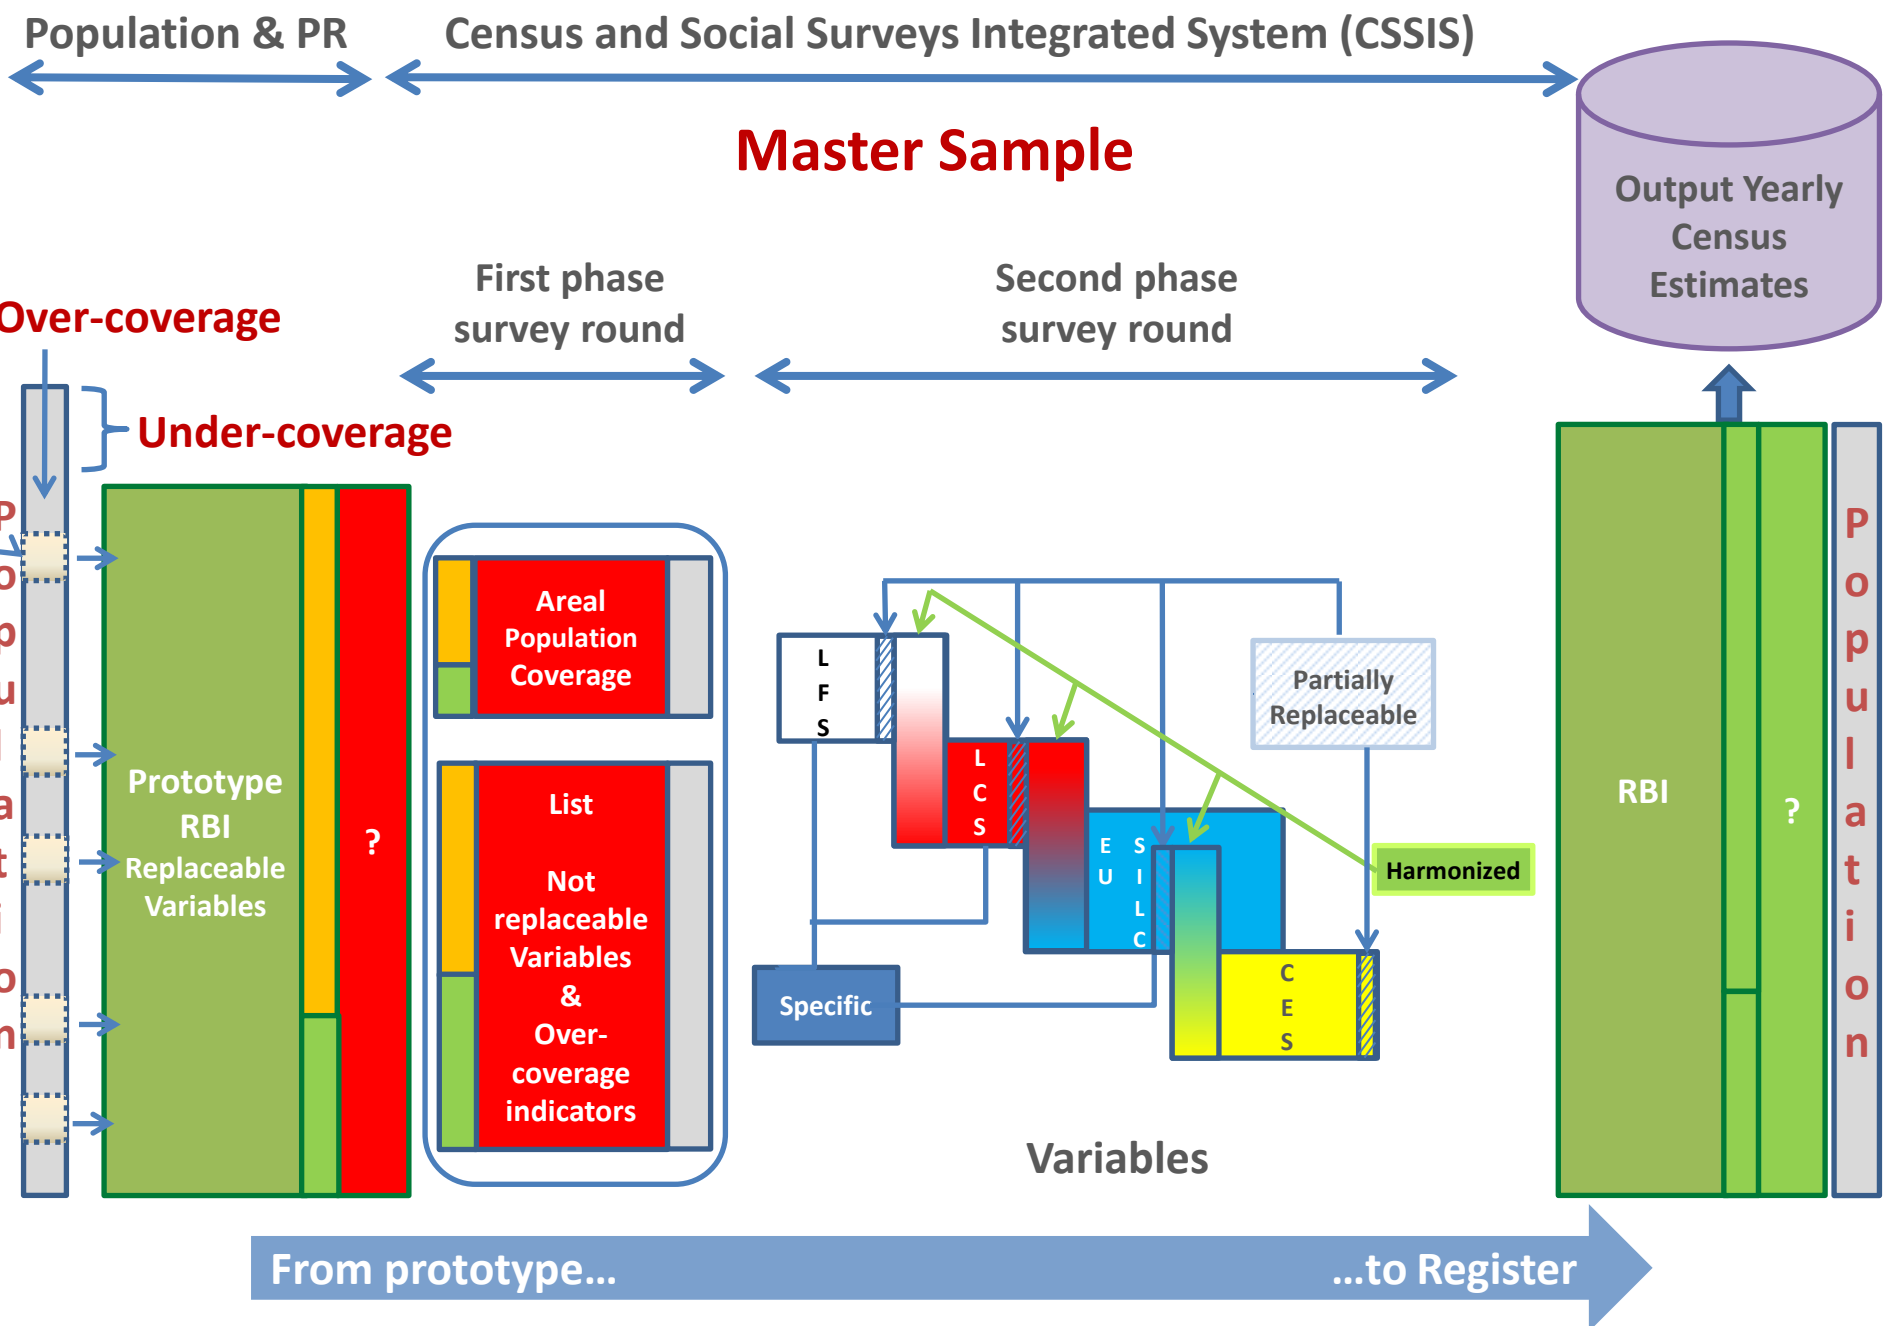 Population & PR
Census and Social Surveys Integrated System (CSSIS)
Master Sample
Output Yearly
Census
Estimates
First phase
survey round
Second phase
survey round
Over-coverage
Under-coverage
P
o
p
u
l
a
t
i
o
n
Prototype
RBI
Replaceable
Variables
?
Areal
Population
Coverage
List
Not
replaceable
Variables
&
Over-
coverage
indicators
L
F
S
L
C
S
E
U
S
I
L
C
C
E
S
Partially
Replaceable
Harmonized
Specific
Variables
RBI
?
P
o
p
u
l
a
t
i
o
n
From prototype...
...to Register